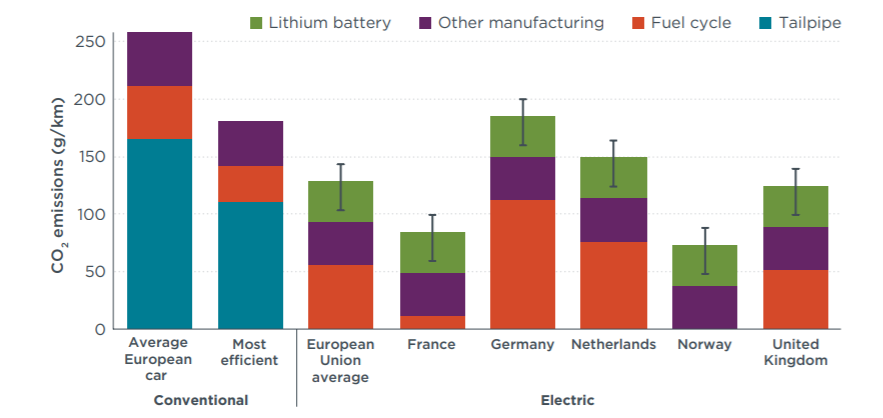 Lithium battery Other manufacturing Fuel cycle Tailpipe
CO₂ emissions (g/km)
250
200
150
100
50
0
Average European car
Most efficient
European Union average
France
Germany
Netherlands
Norway
United Kingdom
Conventional
Electric